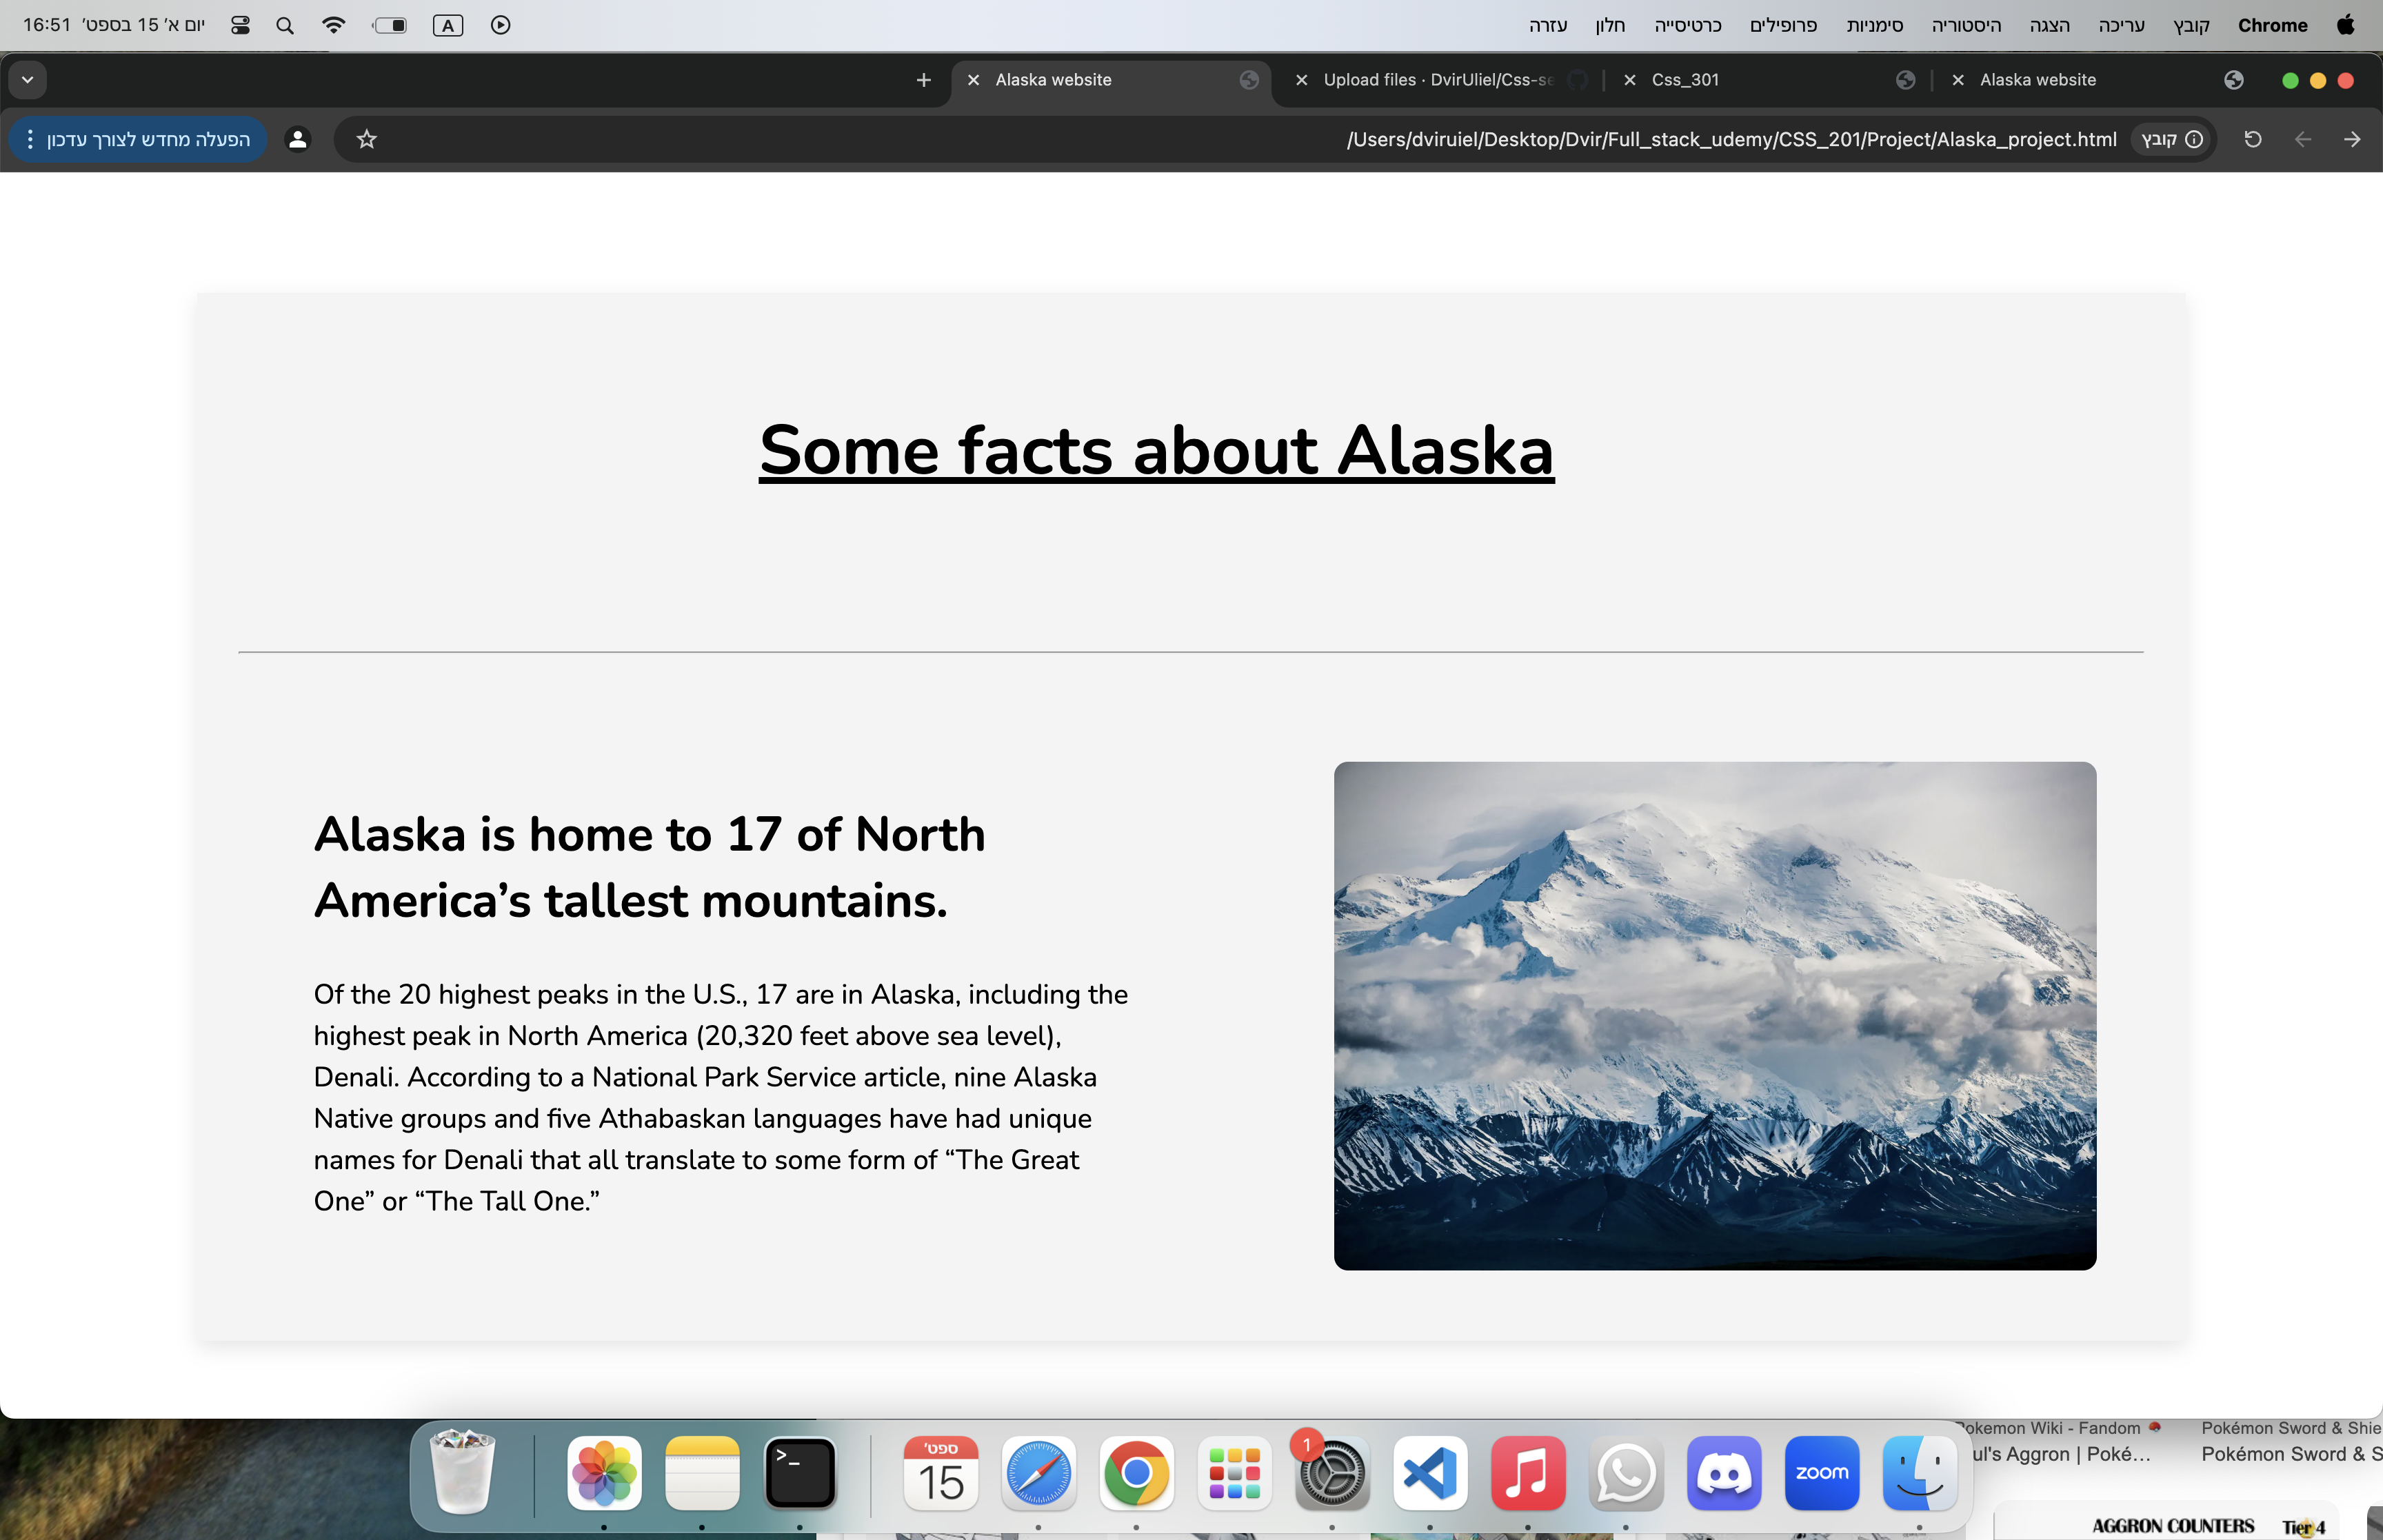 Chrome קובץ עריכה הצגה היסטוריה סימניות פרופילים כרטיסייה חלון עזרה
A
יום א׳ 15 בספט׳ 16:51
Alaska website
Css_301
Upload files · DvirUliel/Css-se
Alaska website
קובץ
/Users/dviruiel/Desktop/Dvir/Full_stack_udemy/CSS_201/Project/Alaska_project.html
הפעלה מחדש לצורך עדכון
Some facts about Alaska
Alaska is home to 17 of North
America’s tallest mountains.
Of the 20 highest peaks in the U.S., 17 are in Alaska, including the
highest peak in North America (20,320 feet above sea level),
Denali. According to a National Park Service article, nine Alaska
Native groups and five Athabaskan languages have had unique
names for Denali that all translate to some form of “The Great
One” or “The Tall One.”
okemon Wiki - Fandom
Pokémon Sword & Shie
ul's Aggron | Poké...
Pokémon Sword & S
>_
ספט׳
15
1
zoom
AGGRON COUNTERS
Tier 4